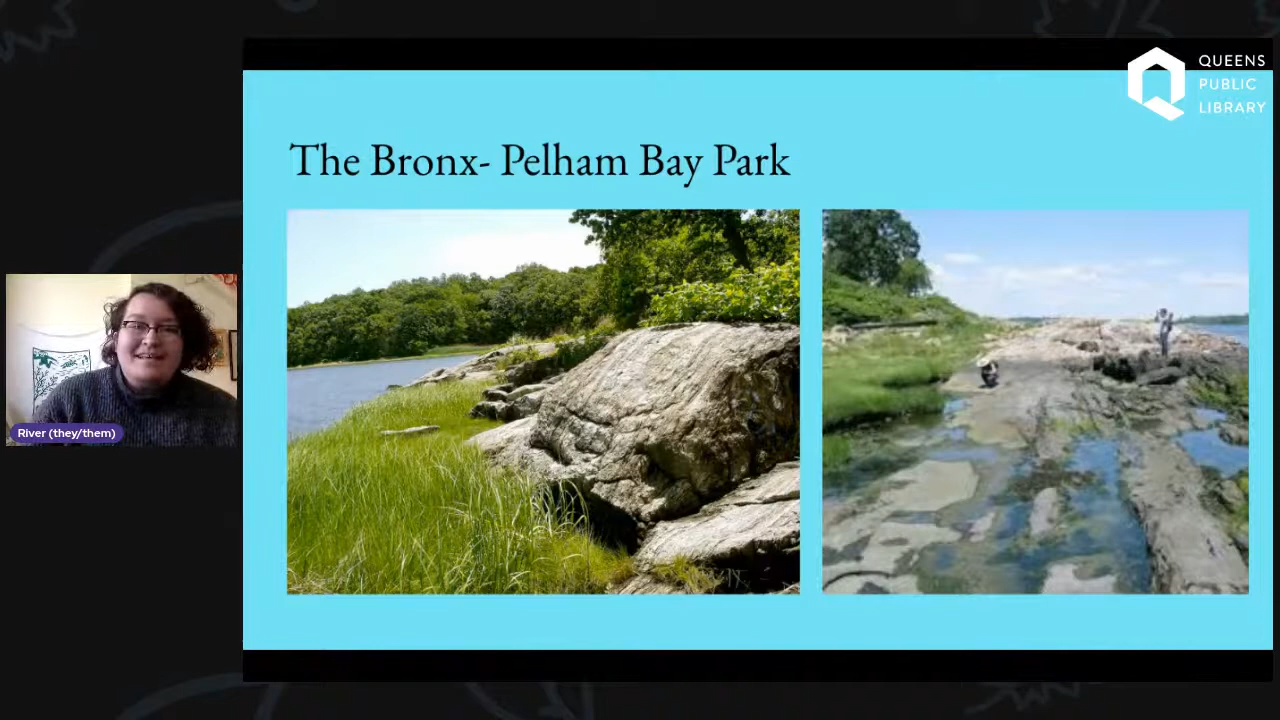 QUEENS
PUBLIC
LIBRARY
The Bronx- Pelham Bay Park
River (they/them)